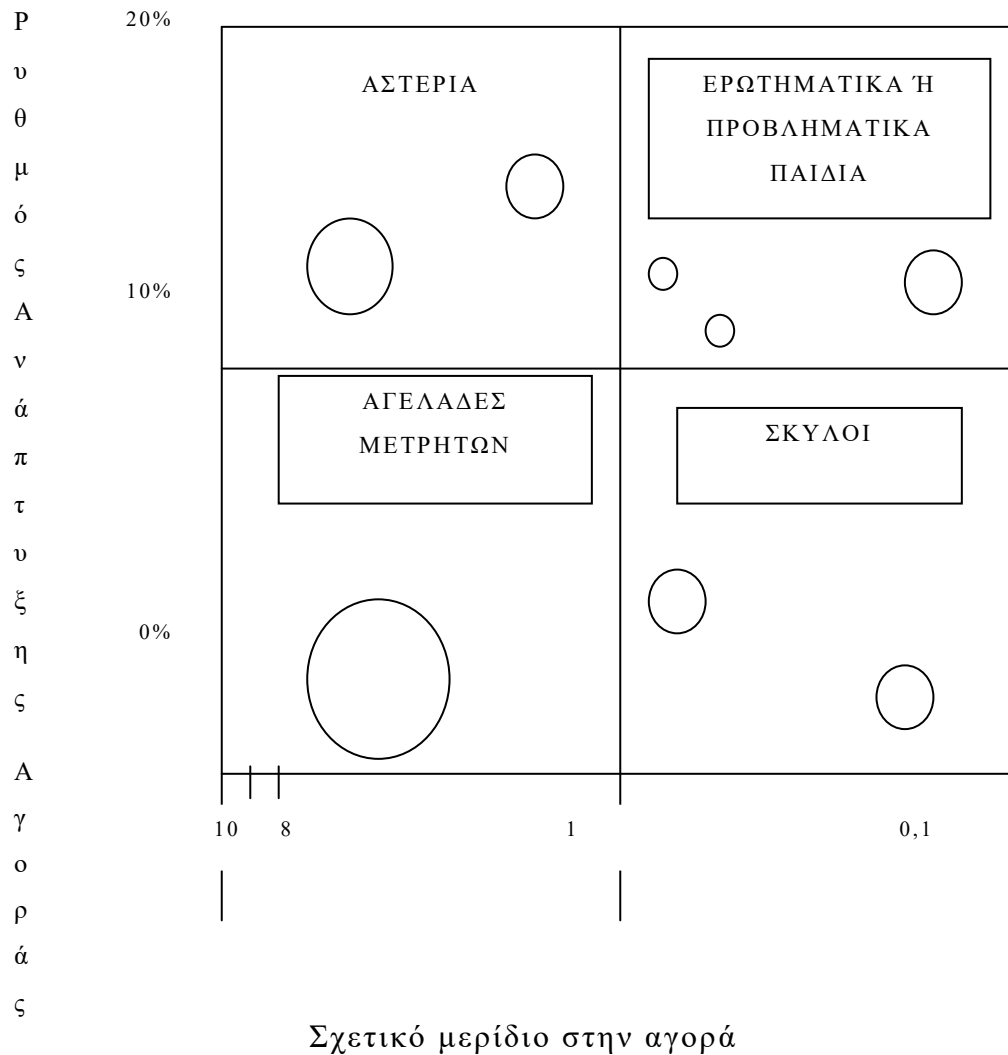 Ρυθμός Ανάπτυξης Αγοράς
20%
ΑΣΤΕΡΙΑ
ΕΡΩΤΗΜΑΤΙΚΑ Ή
ΠΡΟΒΛΗΜΑΤΙΚΑ
ΠΑΙΔΙΑ
10%
ΑΓΕΛΑΔΕΣ
ΜΕΤΡΗΤΩΝ
ΣΚΥΛΟΙ
0%
10 8 1 0,1
Σχετικό μερίδιο στην αγορά